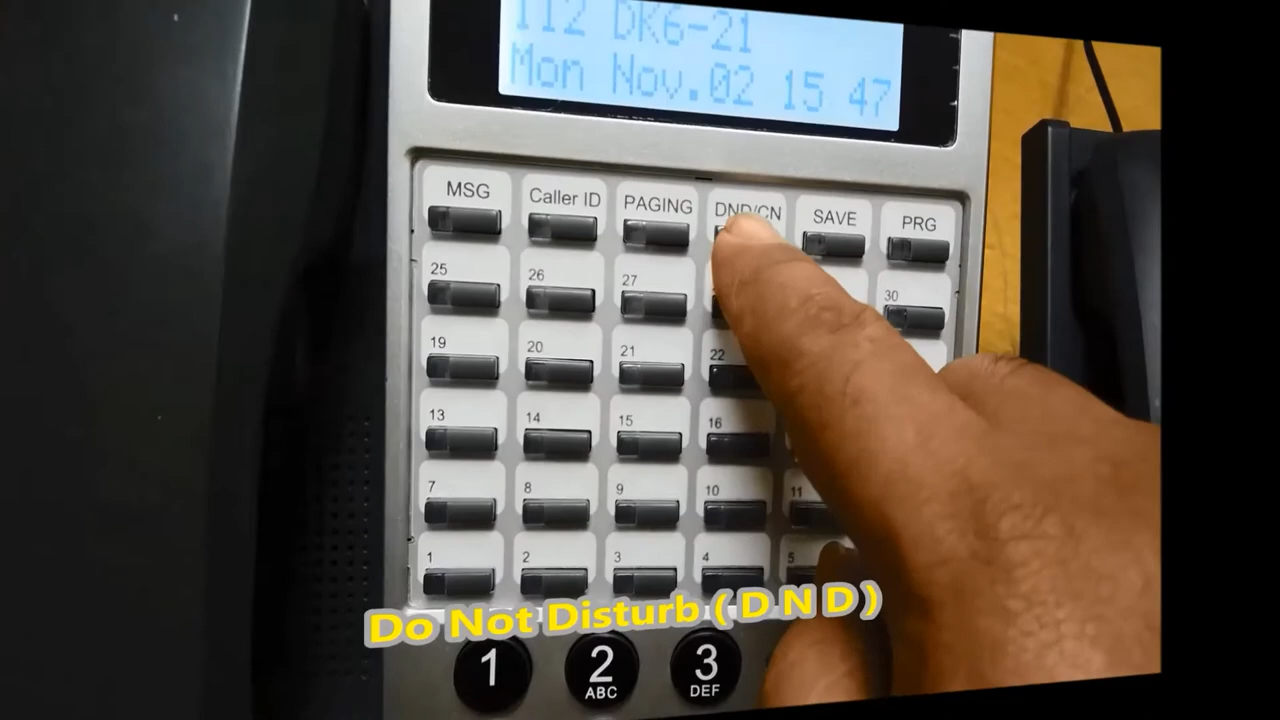 112 DK6-21
Mon Nov.02 15 47
MSG Caller ID PAGING DND/CN SAVE PRG
25 26 27 30
19 20 21 22
13 14 15 16
7 8 9 10 11
1 2 3 4 5
Do Not Disturb ( D N D )
1 2 3
ABC DEF